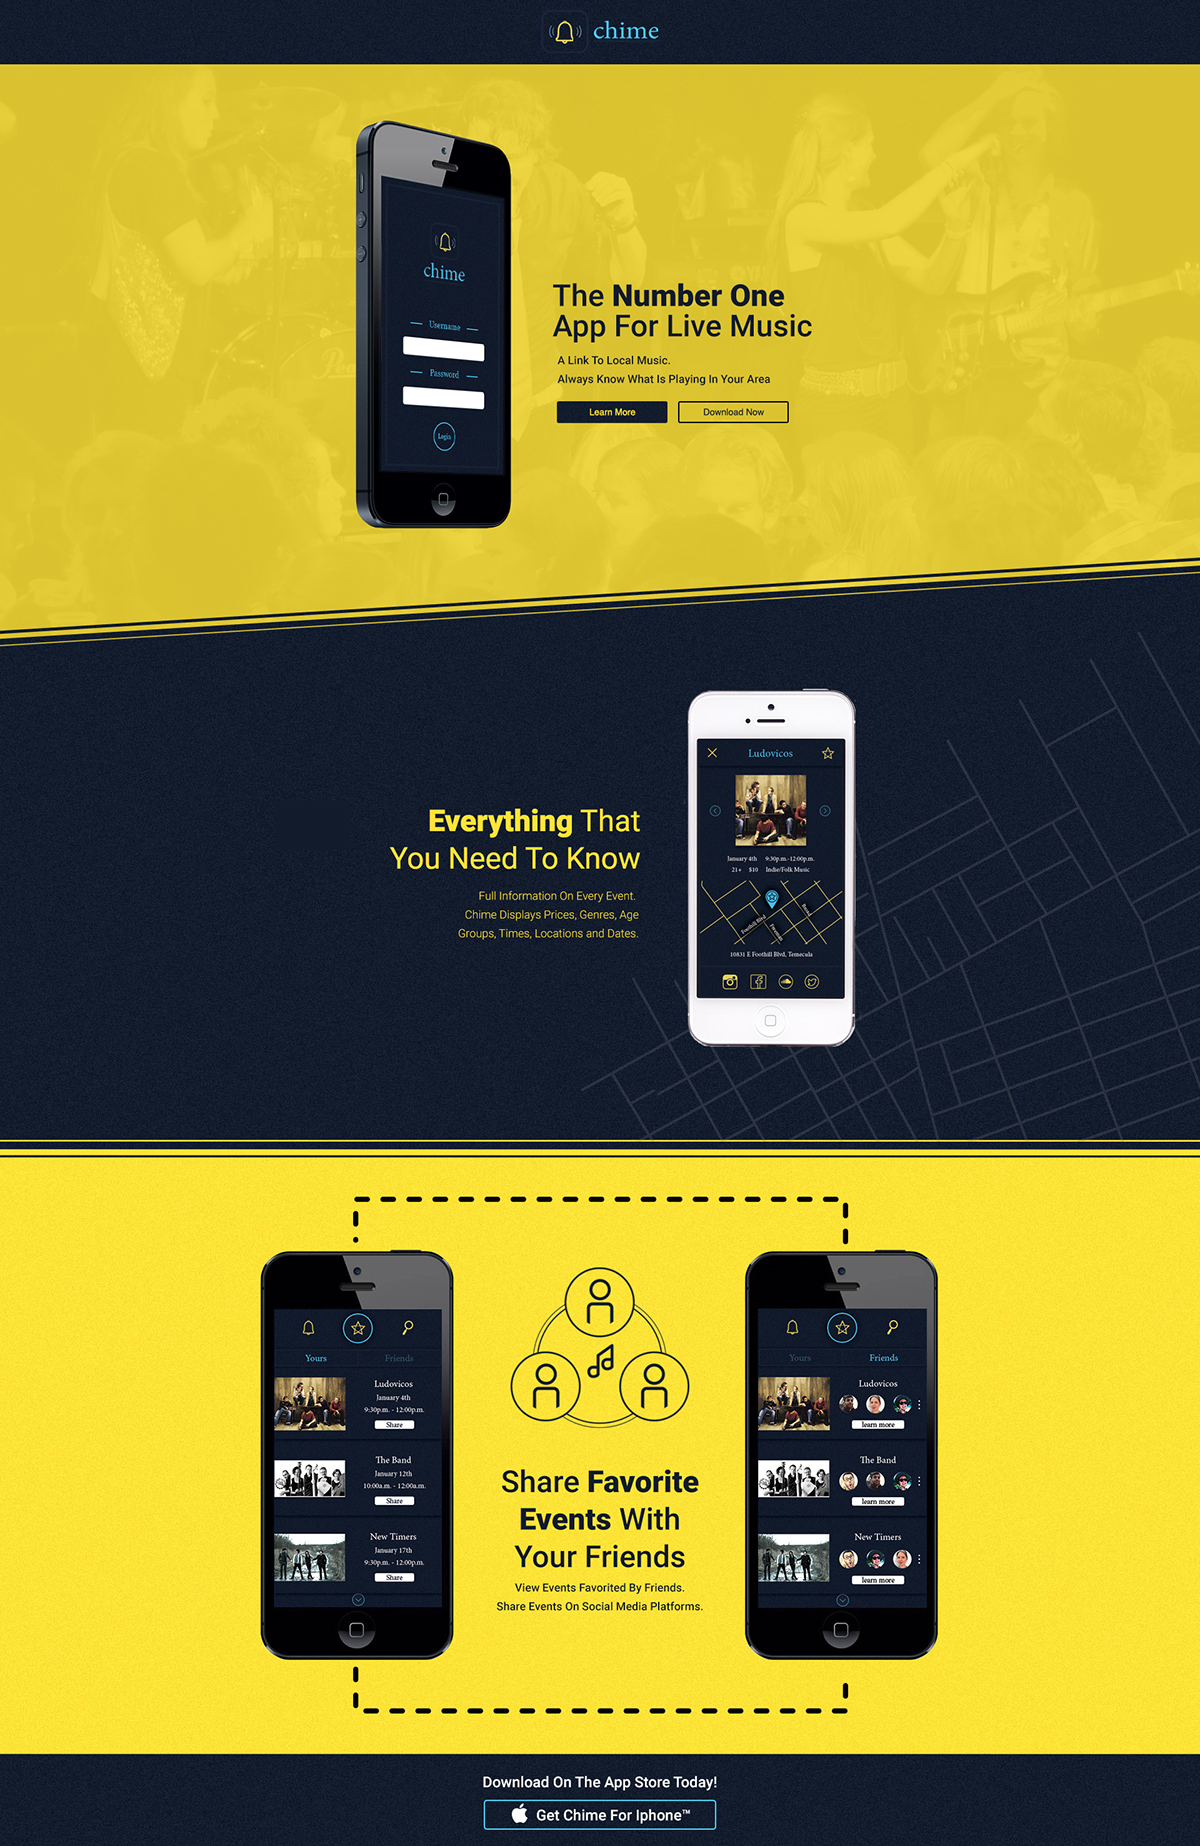 chime
chime
Username
Password
Login
The Number One
App For Live Music
A Link To Local Music.
Always Know What Is Playing In Your Area
Learn More
Download Now
Everything That
You Need To Know
Full Information On Every Event.
Chime Displays Prices, Genres, Age
Groups, Times, Locations and Dates.
Ludovicos
January 4th 9:30p.m.-12:00p.m.
21+ $10 Indie/Folk Music
Foothill Blvd
10831 E Foothill Blvd, Temecula
Yours Friends
Ludovicos
January 4th
9:30p.m. - 12:00p.m.
Share
The Band
January 12th
10:00a.m. - 12:00a.m.
Share
New Timers
January 17th
9:30p.m. - 12:00p.m.
Share
Share Favorite
Events With
Your Friends
View Events Favorited By Friends.
Share Events On Social Media Platforms.
Yours Friends
Ludovicos
learn more
The Band
learn more
New Timers
learn more
Download On The App Store Today!
Get Chime For Iphone™